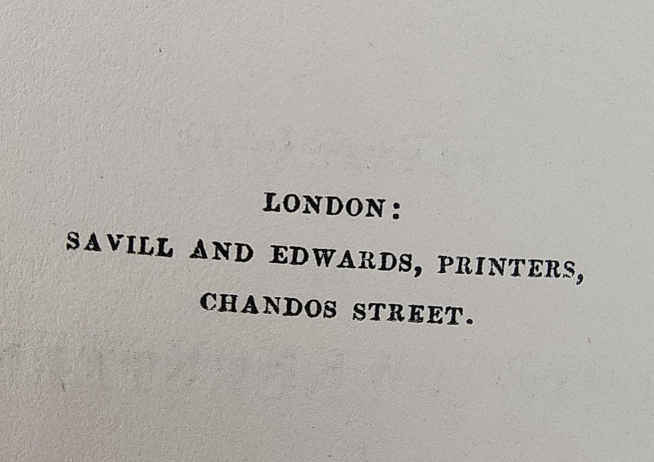 LONDON:
SAVILL AND EDWARDS, PRINTERS,
CHANDOS STREET.